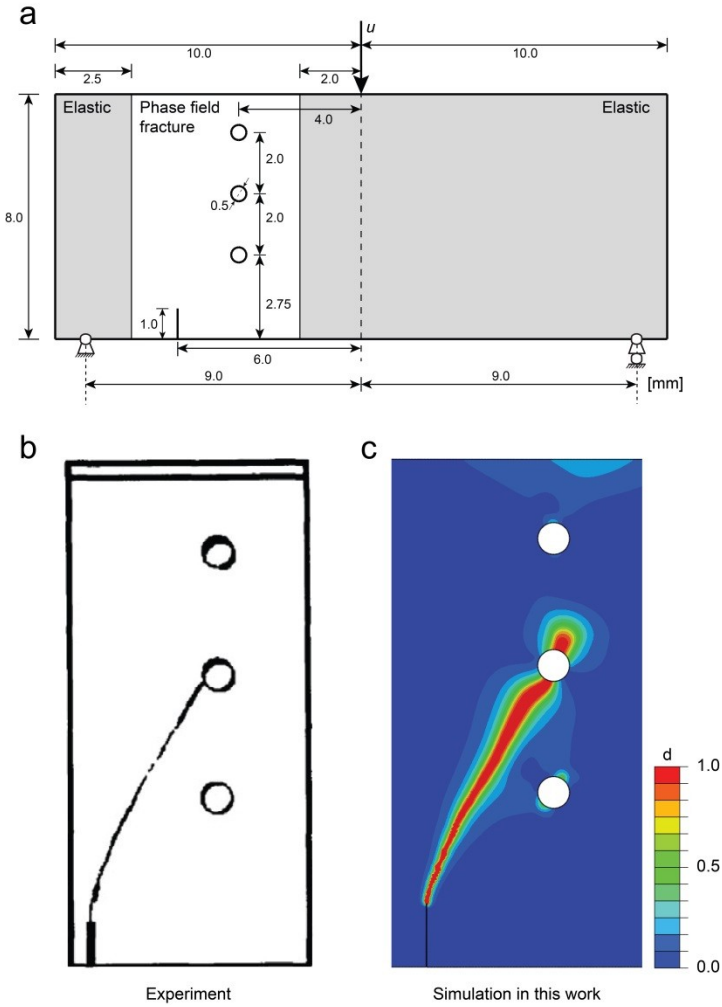 a
u
10.0
10.0
2.5
2.0
Elastic
Phase field
fracture
Elastic
4.0
2.0
0.5
2.0
8.0
2.75
1.0
6.0
9.0
9.0
[mm]
b
c
d
1.0
0.5
0.0
Experiment
Simulation in this work